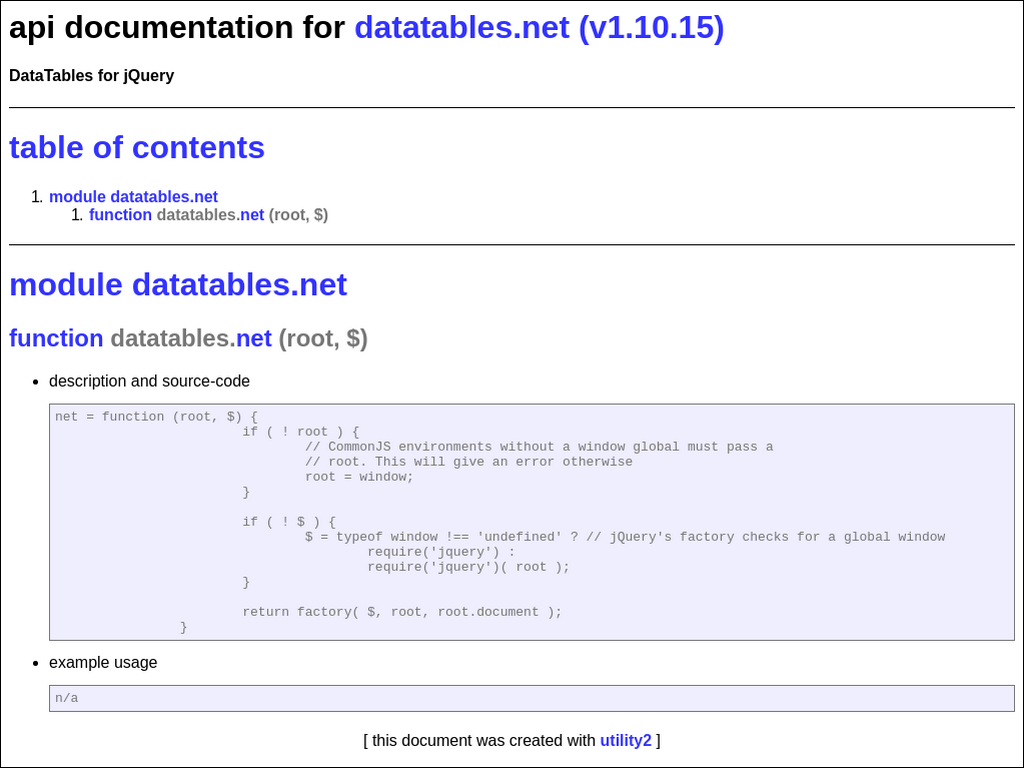 api documentation for datatables.net (v1.10.15)
DataTables for jQuery
table of contents
1. module datatables.net
1. function datatables.net (root, $)
module datatables.net
function datatables.net (root, $)
• description and source-code
net = function (root, $) {
if ( ! root ) {
// CommonJS environments without a window global must pass a
// root. This will give an error otherwise
root = window;
}
if ( ! $ ) {
$ = typeof window !== 'undefined' ? // jQuery's factory checks for a global window
require('jquery') :
require('jquery')( root );
}
return factory( $, root, root.document );
}
• example usage
n/a
[ this document was created with utility2 ]